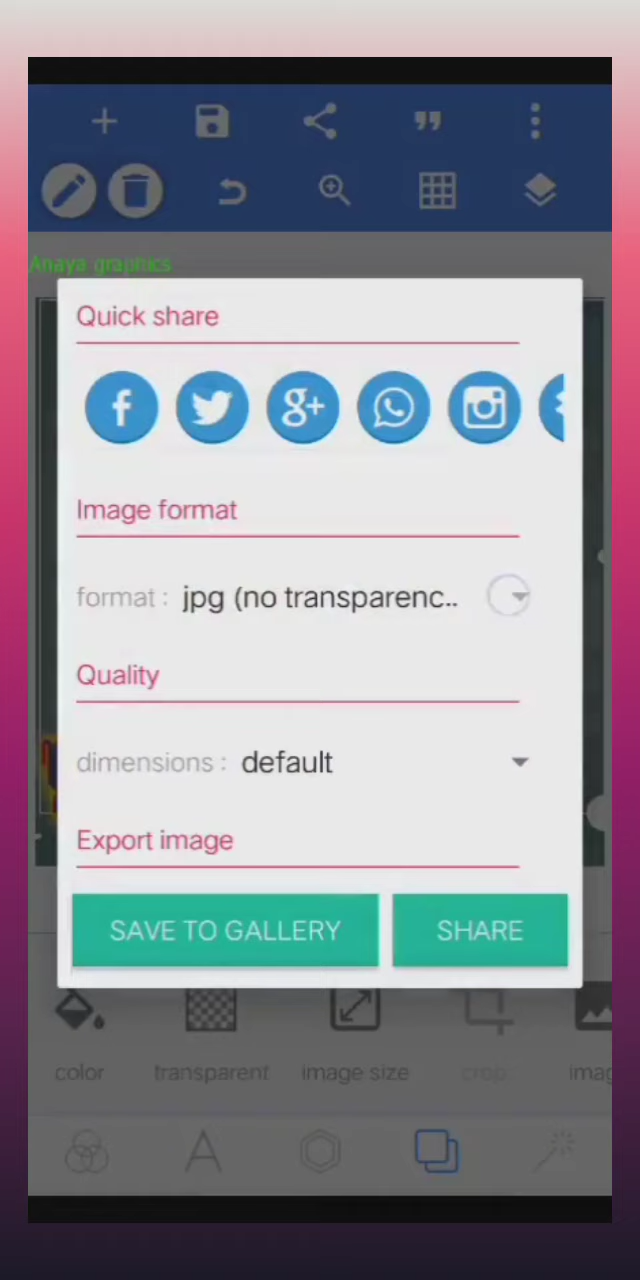 Anaya graphics
Quick share
Image format
format : jpg (no transparenc..
Quality
dimensions : default
Export image
SAVE TO GALLERY SHARE
color transparent image size crop imag